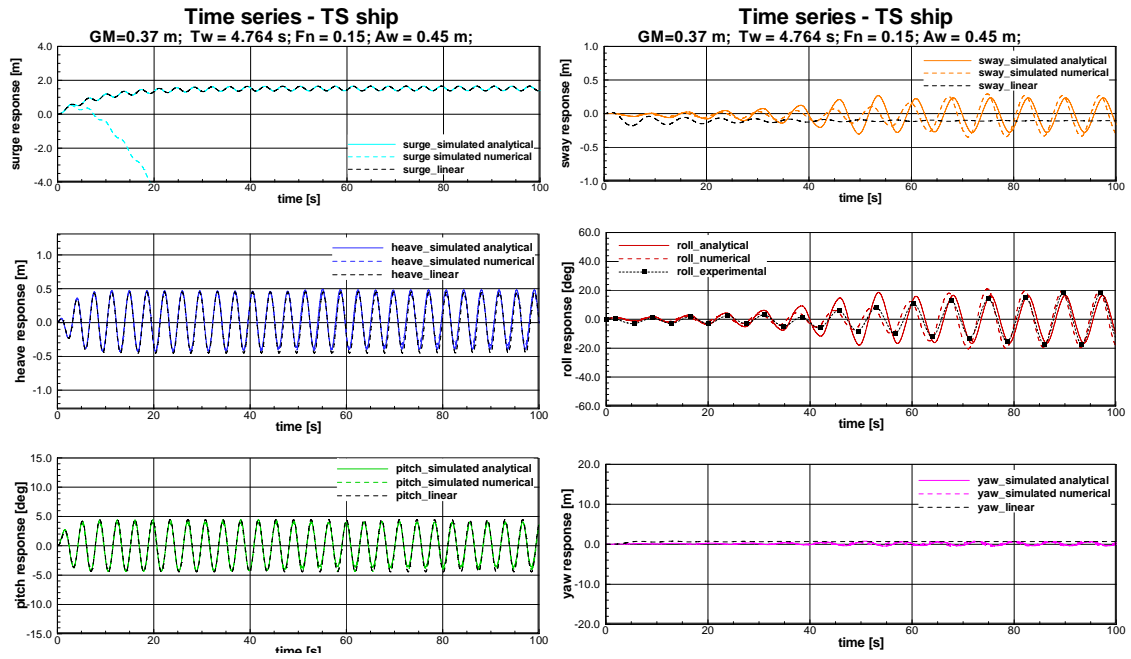 Time series - TS ship
GM=0.37 m; Tw = 4.764 s; Fn = 0.15; Aw = 0.45 m;
surge response [m]
4.0
2.0
0.0
-2.0
-4.0
surge_simulated analytical
surge simulated numerical
surge_linear
0 20 40 60 80 100
time [s]
heave response [m]
1.0
0.5
0.0
-0.5
-1.0
heave_simulated analytical
heave_simulated numerical
heave_linear
0 20 40 60 80 100
time [s]
pitch response [deg]
15.0
10.0
5.0
0.0
-5.0
-10.0
-15.0
pitch_simulated analytical
pitch_simulated numerical
pitch_linear
0 20 40 60 80 100
time [s]
Time series - TS ship
GM=0.37 m; Tw = 4.764 s; Fn = 0.15; Aw = 0.45 m;
sway response [m]
1.0
0.5
0.0
-0.5
-1.0
sway_simulated analytical
sway_simulated numerical
sway_linear
0 20 40 60 80 100
time [s]
roll response [deg]
60.0
40.0
20.0
0.0
-20.0
-40.0
-60.0
roll_analytical
roll_numerical
roll_experimental
0 20 40 60 80 100
time [s]
yaw response [m]
20.0
10.0
0.0
-10.0
-20.0
yaw_simulated analytical
yaw_simulated numerical
yaw_linear
0 20 40 60 80 100
time [s]